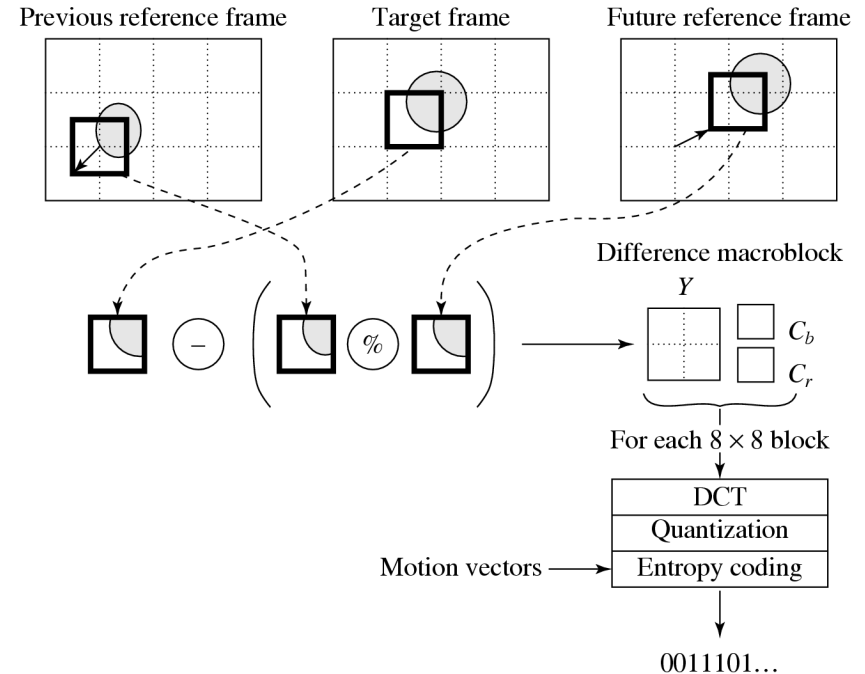 Previous reference frame
Target frame
Future reference frame
Difference macroblock
Y
−
%
C_b
C_r
For each 8 × 8 block
DCT
Quantization
Motion vectors
Entropy coding
0011101…